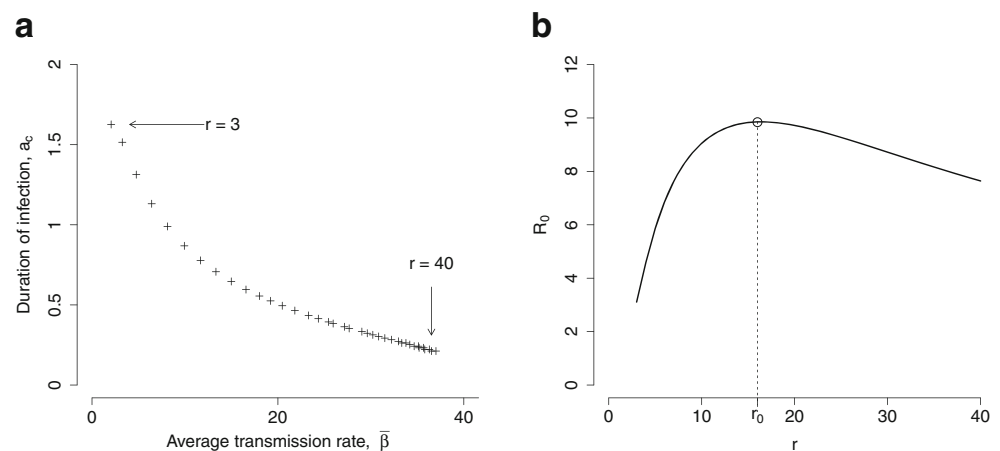 a
2
1.5
1
0.5
0
Duration of infection, a_c
r = 3
r = 40
0 20 40
Average transmission rate, β̅
b
12
10
8
6
4
2
0
R_0
0 10 r_0 20 30 40
r